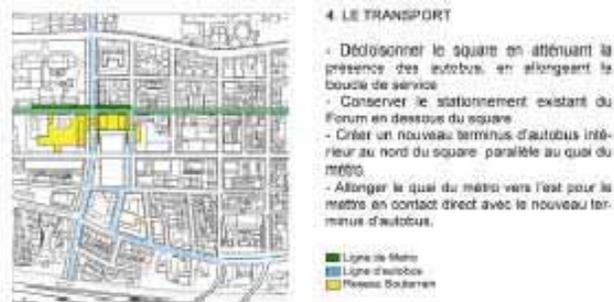 4 LE TRANSPORT
- Décloisonner le square en atténuant la
présence des autobus, en allongeant la
boucle de service
- Conserver le stationnement existant du
Forum en dessous du square
- Créer un nouveau terminus d'autobus inté-
rieur au nord du square parallèle au quai du
métro
- Allonger le quai du métro vers l'est pour le
mettre en contact direct avec le nouveau ter-
minus d'autobus.
Ligne de Metro
Ligne d'autobus
Reseau Souterrain